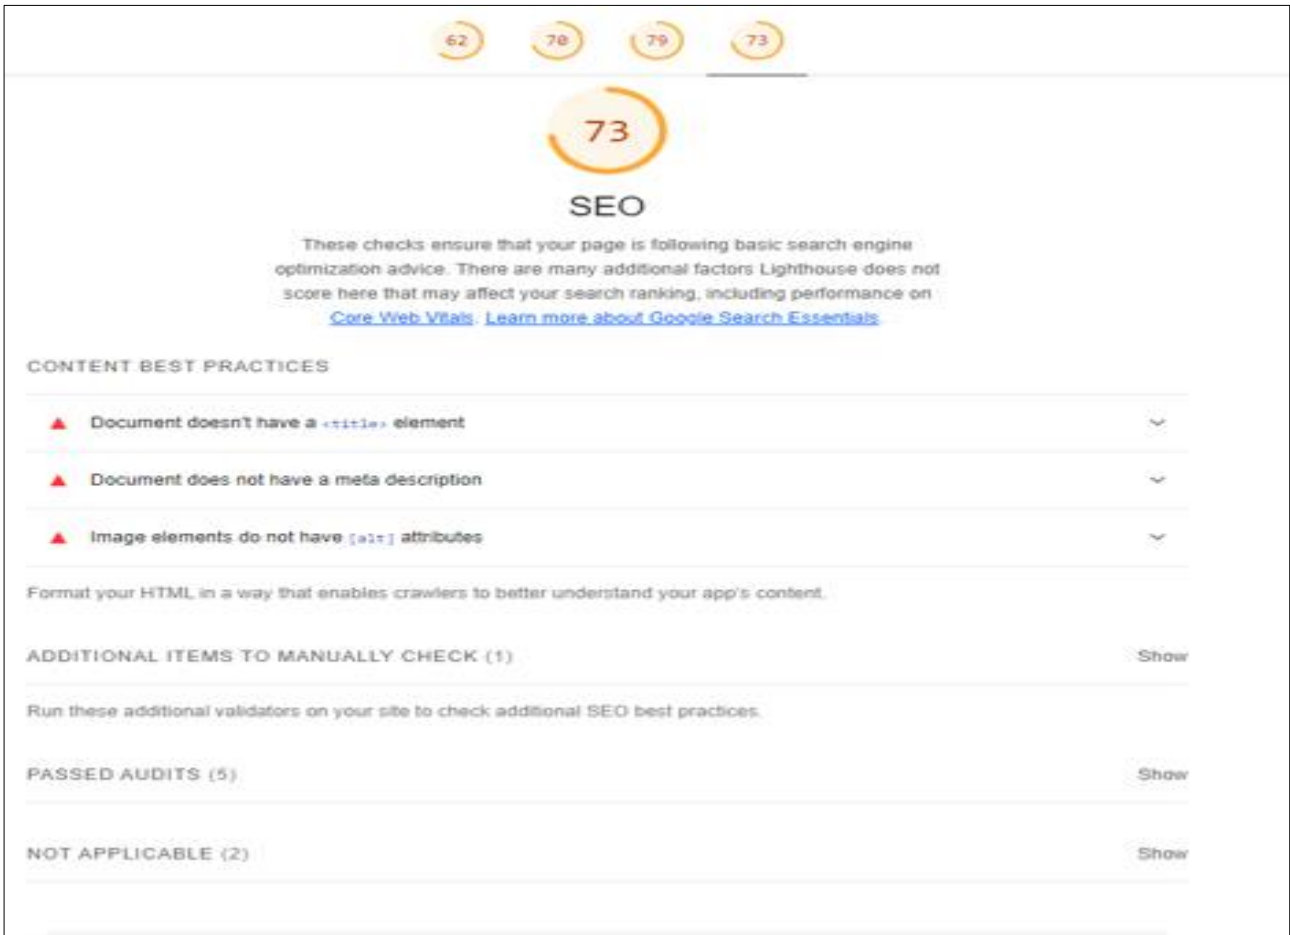 62 70 79 73
73
SEO
These checks ensure that your page is following basic search engine
optimization advice. There are many additional factors Lighthouse does not
score here that may affect your search ranking, including performance on
Core Web Vitals. Learn more about Google Search Essentials.
CONTENT BEST PRACTICES
Document doesn't have a <title> element
Document does not have a meta description
Image elements do not have [alt] attributes
Format your HTML in a way that enables crawlers to better understand your app's content.
ADDITIONAL ITEMS TO MANUALLY CHECK (1) Show
Run these additional validators on your site to check additional SEO best practices.
PASSED AUDITS (5) Show
NOT APPLICABLE (2) Show